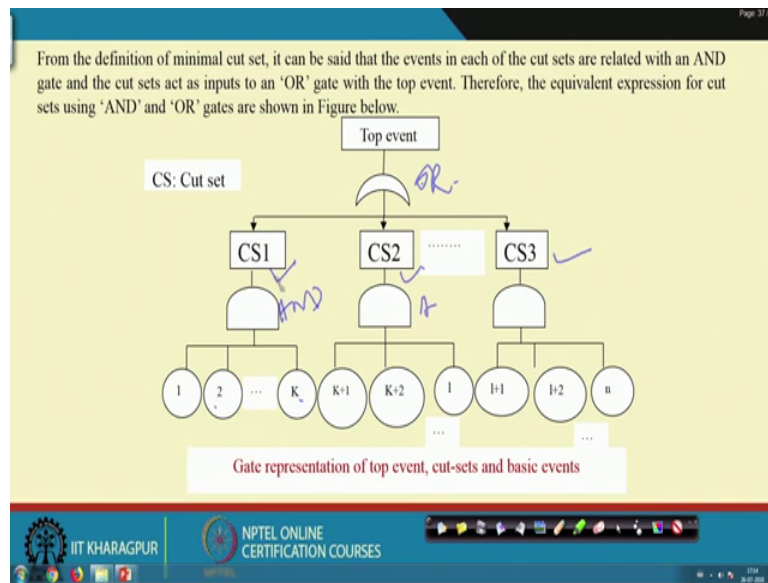 Page: 37 /
From the definition of minimal cut set, it can be said that the events in each of the cut sets are related with an AND
gate and the cut sets act as inputs to an ‘OR’ gate with the top event. Therefore, the equivalent expression for cut
sets using ‘AND’ and ‘OR’ gates are shown in Figure below.
Top event
CS: Cut set
OR
CS1 CS2 ........ CS3
AND A
1 2 ... K K+1 K+2 l l+1 l+2 n
... ...
Gate representation of top event, cut-sets and basic events
IIT KHARAGPUR
NPTEL ONLINE
CERTIFICATION COURSES